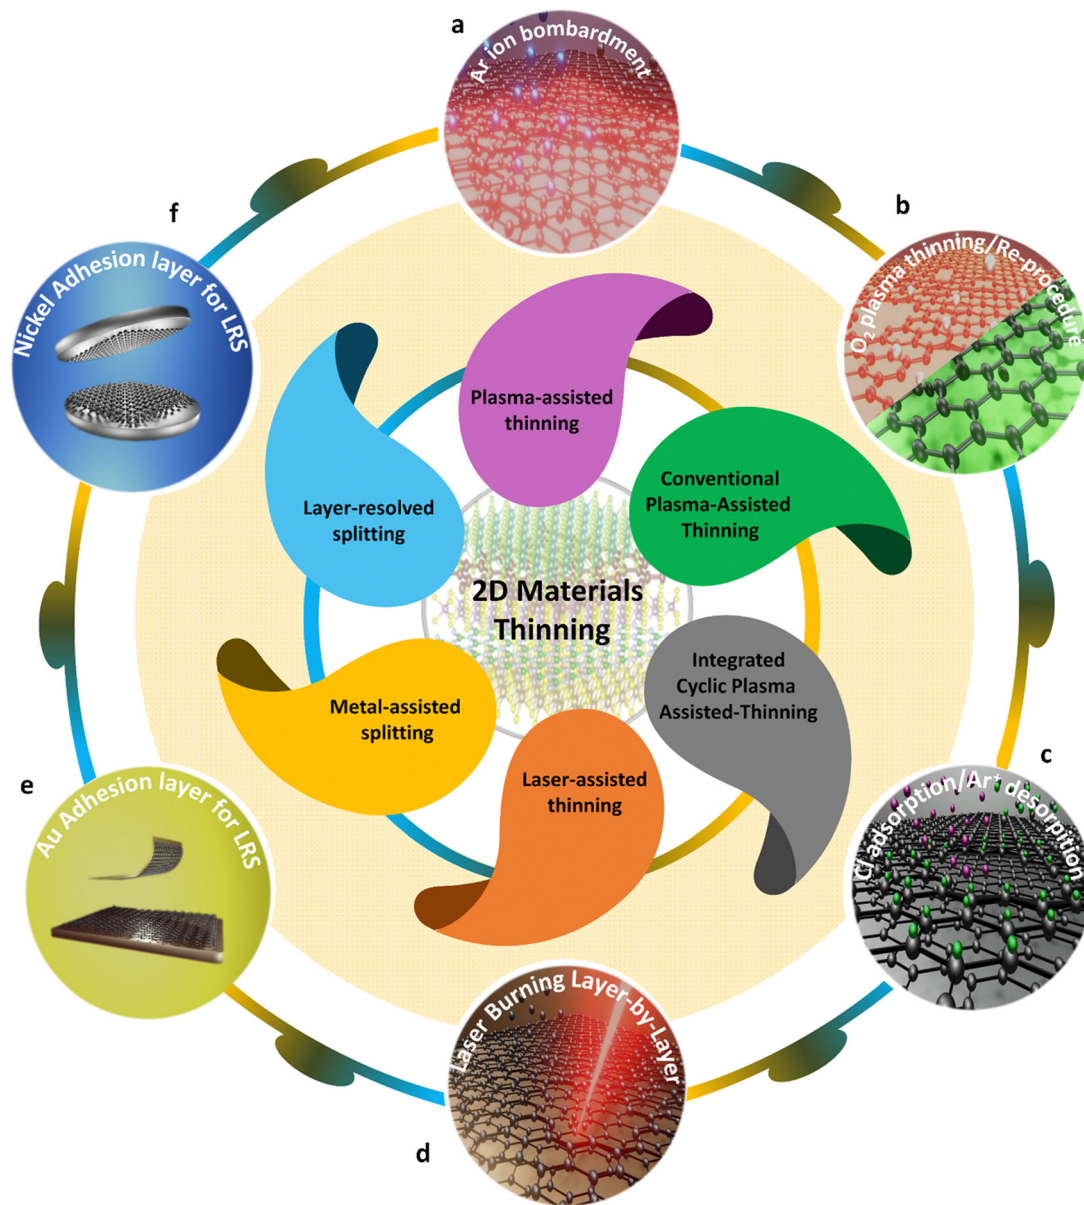 a
Ar ion bombardment
b
O₂ plasma thinning/Re-procedure
c
Cl adsorption/Ar⁺ desorpition
d
Laser Burning Layer-by-Layer
e
Au Adhesion layer for LRS
f
Nickel Adhesion layer for LRS
Plasma-assisted
thinning
Conventional
Plasma-Assisted
Thinning
Integrated
Cyclic Plasma
Assisted-Thinning
Laser-assisted
thinning
Metal-assisted
splitting
Layer-resolved
splitting
2D Materials
Thinning